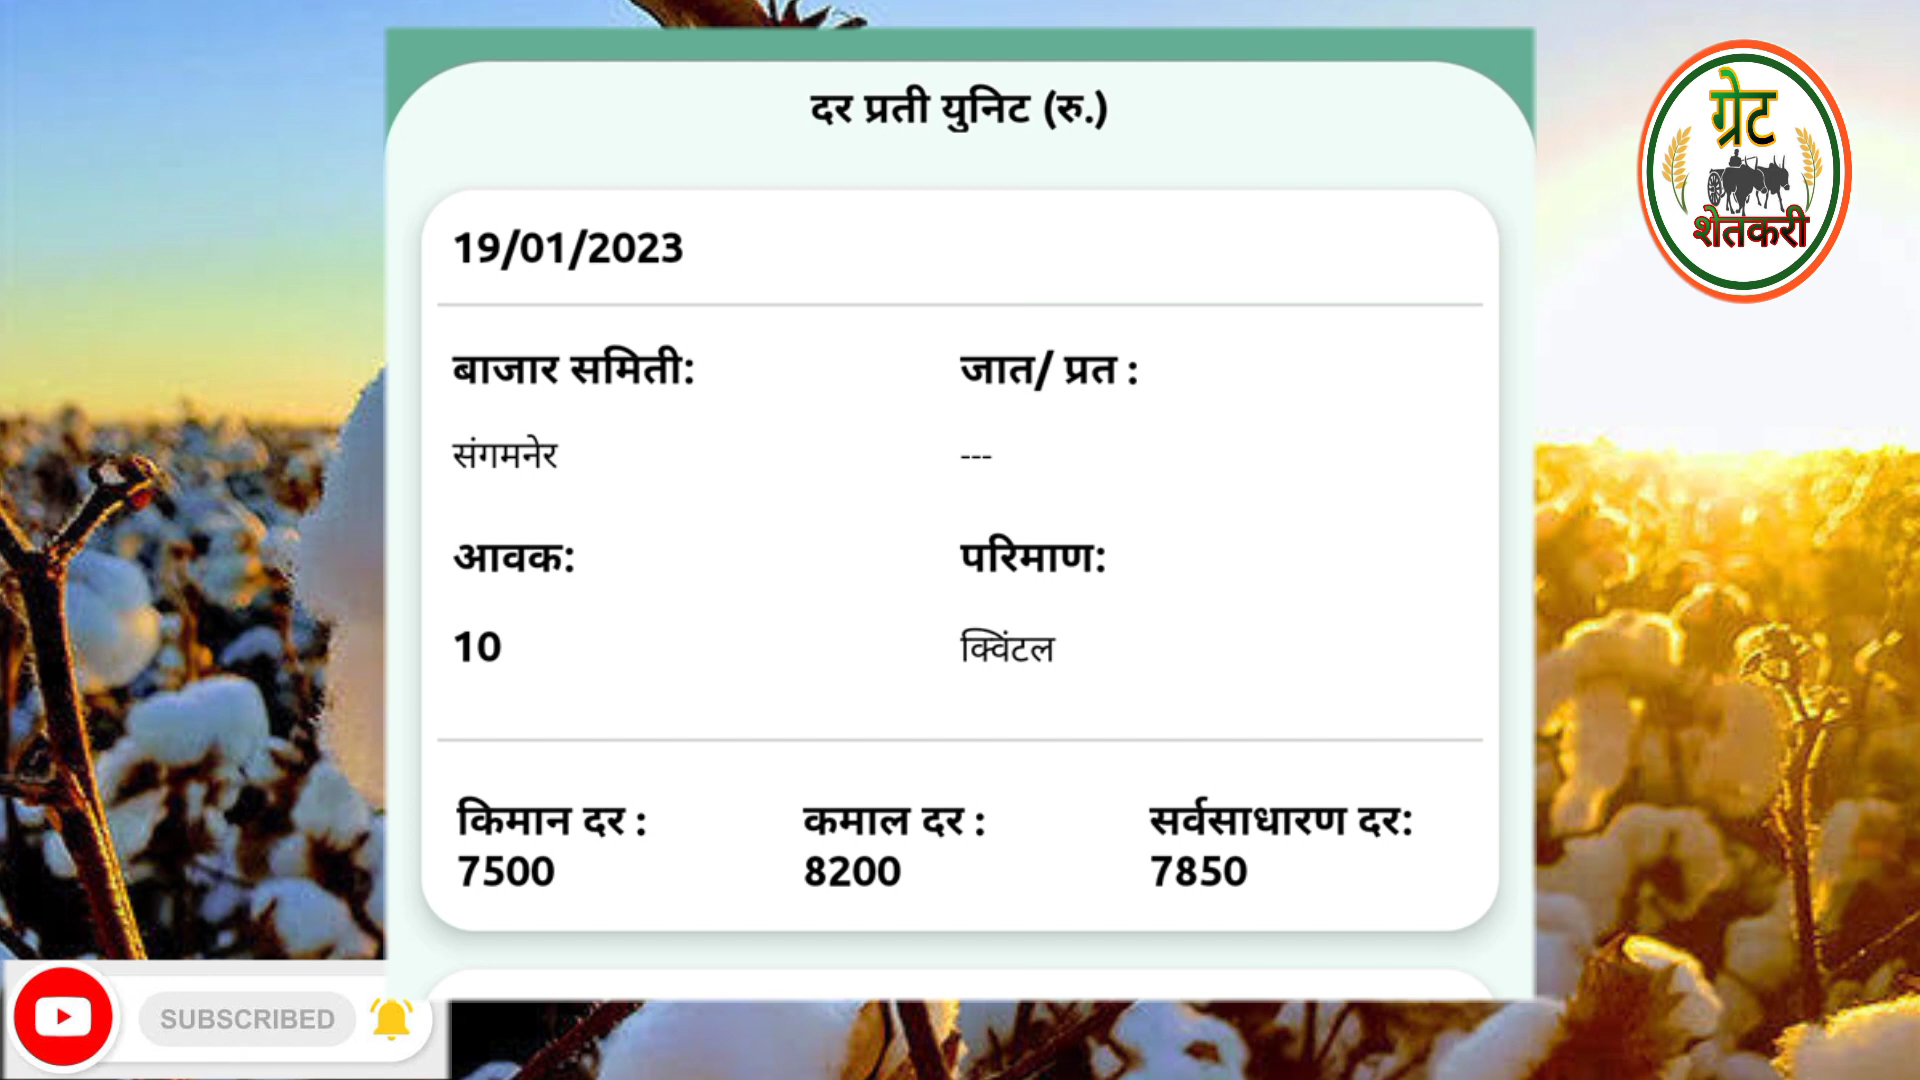 दर प्रती युनिट (रु.)
ग्रेट
शेतकरी
19/01/2023
बाजार समिती: जात/ प्रत :
संगमनेर ---
आवक: परिमाण:
10 क्विंटल
किमान दर : कमाल दर : सर्वसाधारण दर:
7500 8200 7850
SUBSCRIBED